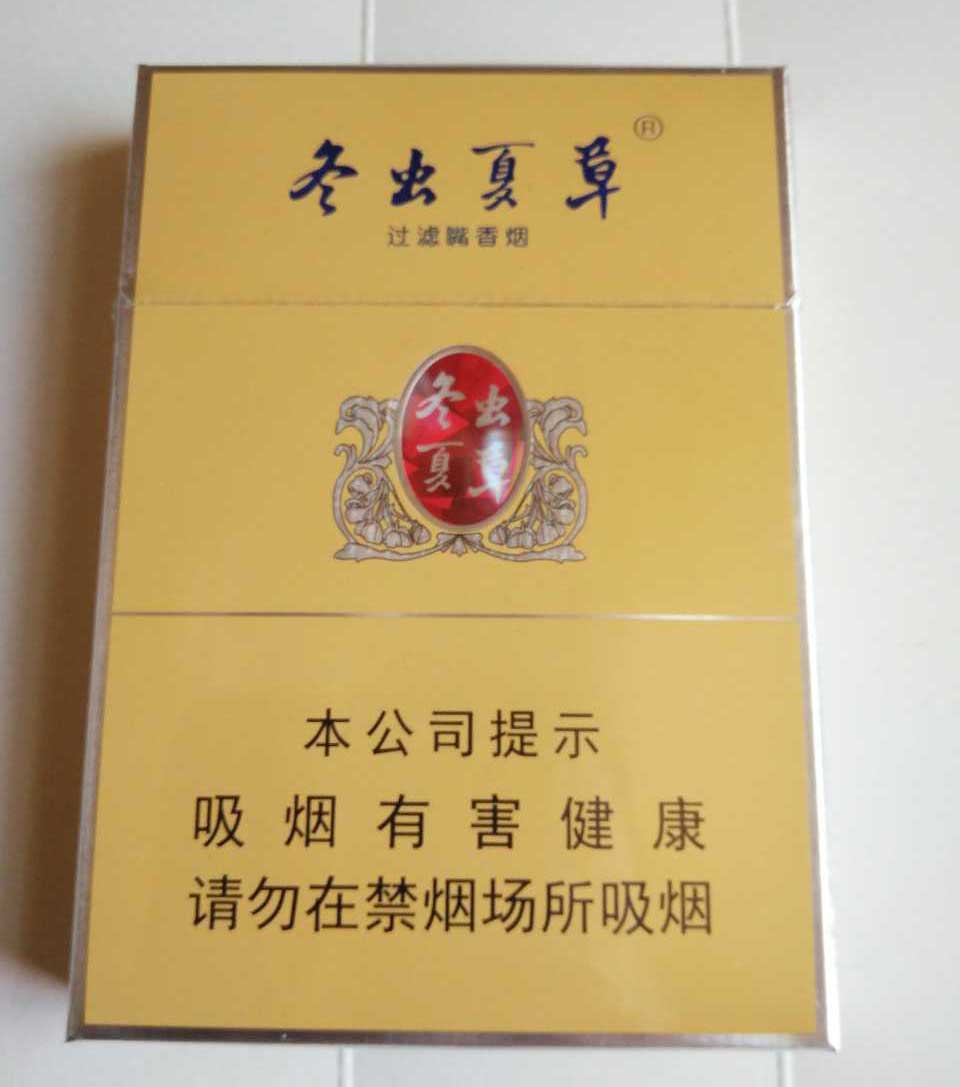 冬虫夏草®
过滤嘴香烟
冬虫
夏草
本公司提示
吸烟有害健康
请勿在禁烟场所吸烟